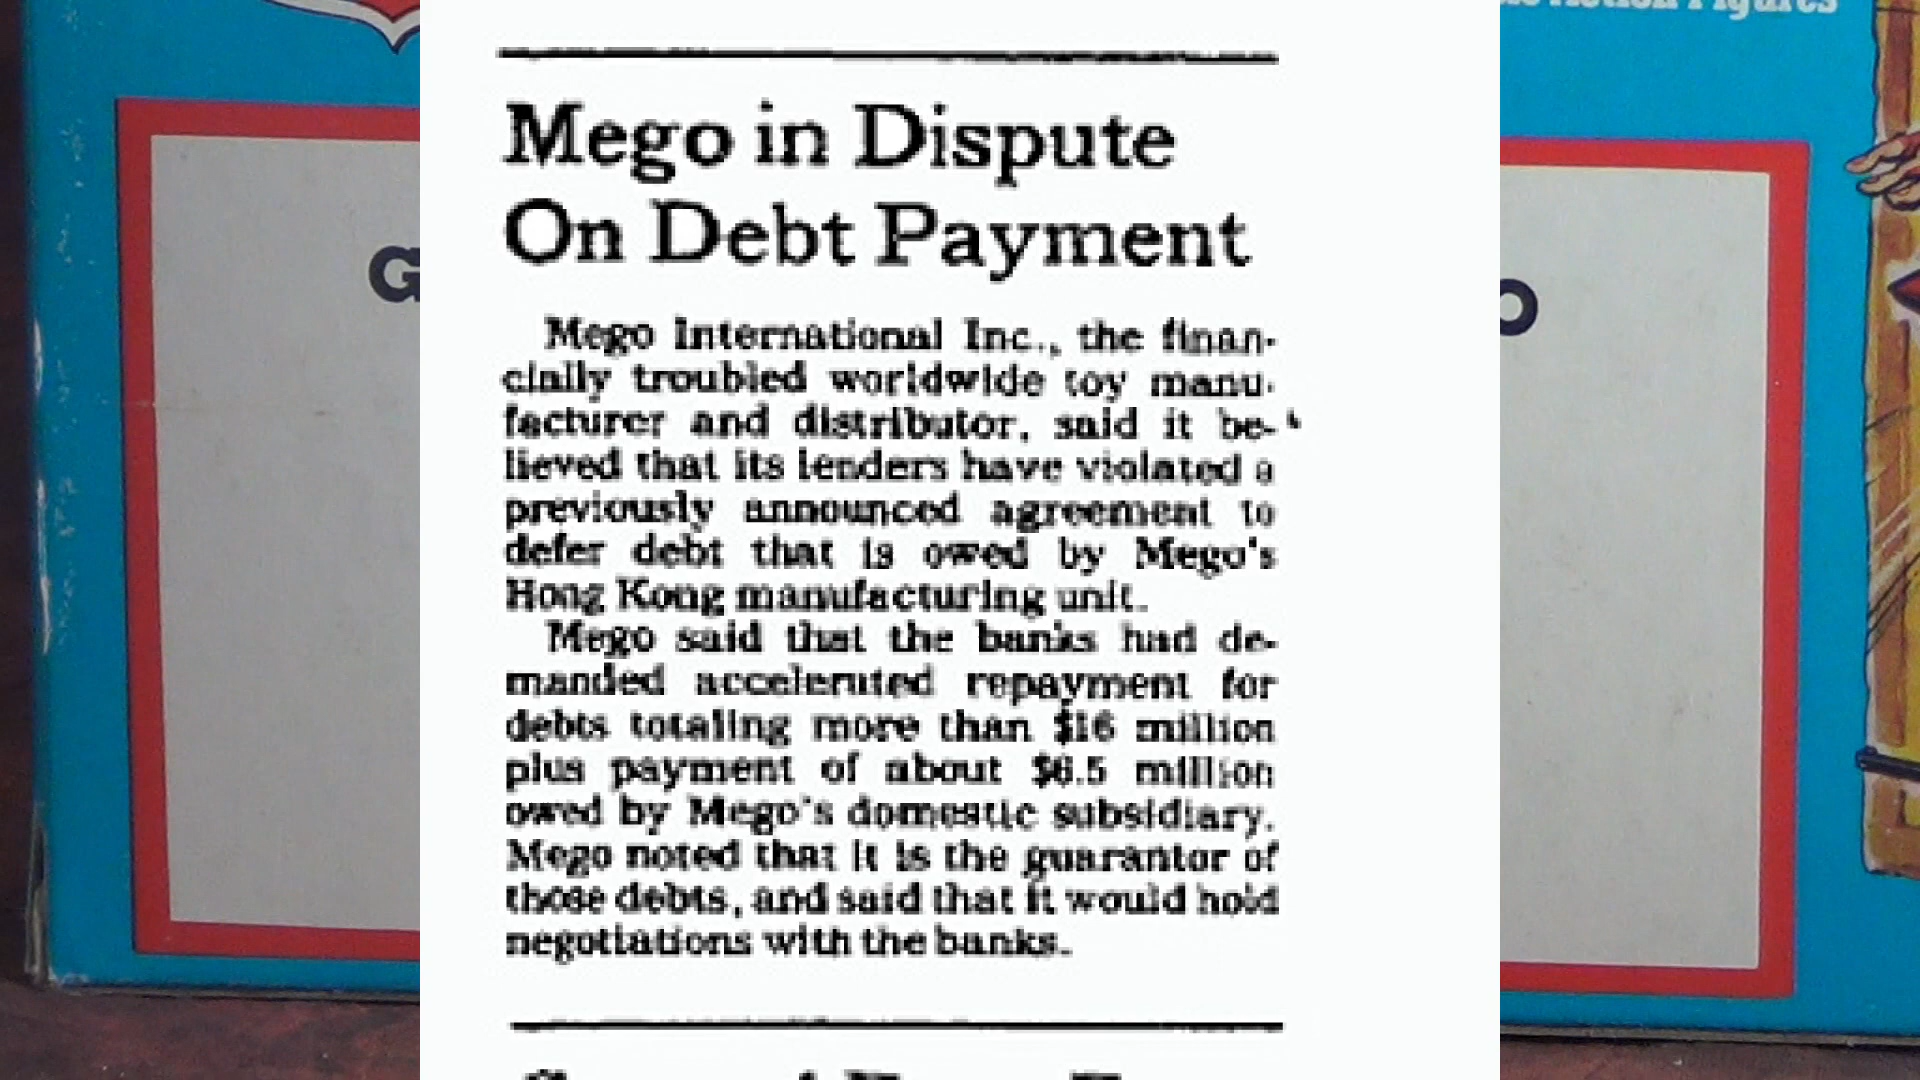 Action Figures
G
O
Mego in Dispute
On Debt Payment
Mego International Inc., the finan-
cially troubled worldwide toy manu-
facturer and distributor, said it be-
lieved that its lenders have violated a
previously announced agreement to
defer debt that is owed by Mego's
Hong Kong manufacturing unit.
Mego said that the banks had de-
manded accelerated repayment for
debts totaling more than $16 million
plus payment of about $6.5 million
owed by Mego's domestic subsidiary.
Mego noted that it is the guarantor of
those debts, and said that it would hold
negotiations with the banks.